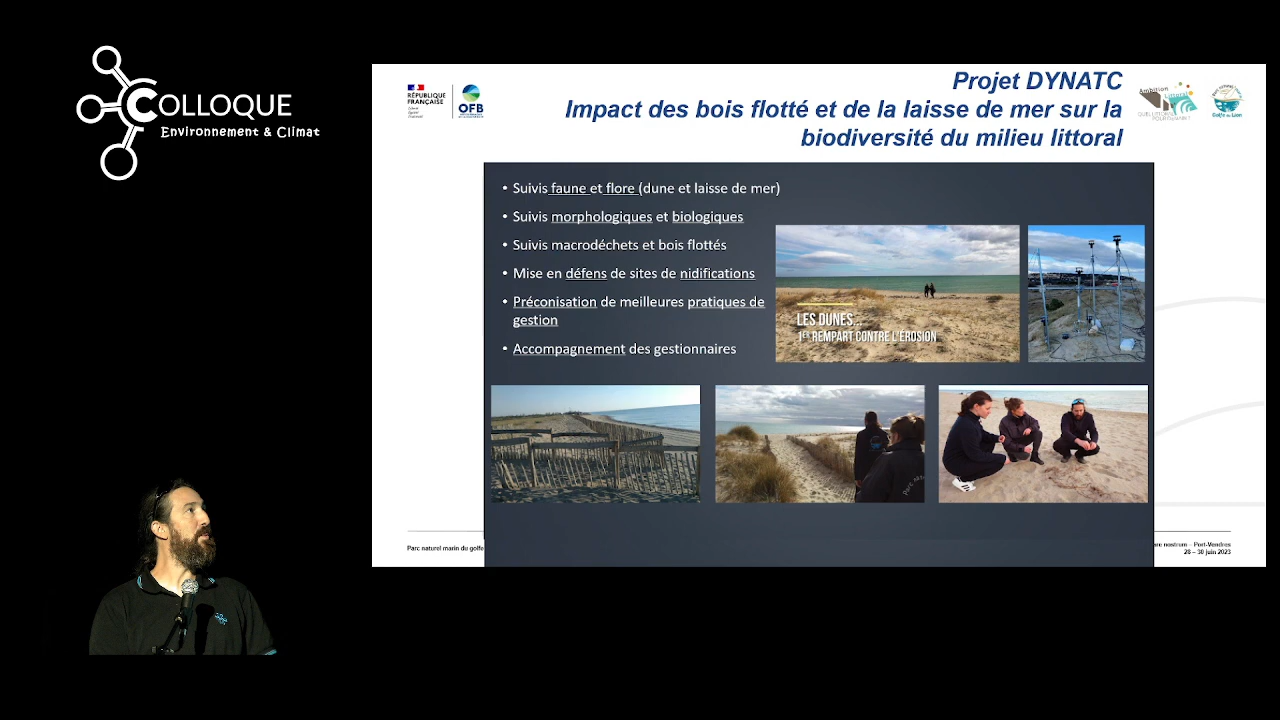 COLLOQUE
Environnement & Climat
RÉPUBLIQUE
FRANÇAISE
OFB
Projet DYNATC
Impact des bois flotté et de la laisse de mer sur la
biodiversité du milieu littoral
Ambition
Littoral
Golfe du Lion
• Suivis faune et flore (dune et laisse de mer)
• Suivis morphologiques et biologiques
• Suivis macrodéchets et bois flottés
• Mise en défens de sites de nidifications
• Préconisation de meilleures pratiques de
gestion
• Accompagnement des gestionnaires
LES DUNES...
1ER REMPART CONTRE L'ÉROSION
Parc naturel marin du golfe
nostrum – Port-Vendres
28 – 30 juin 2023